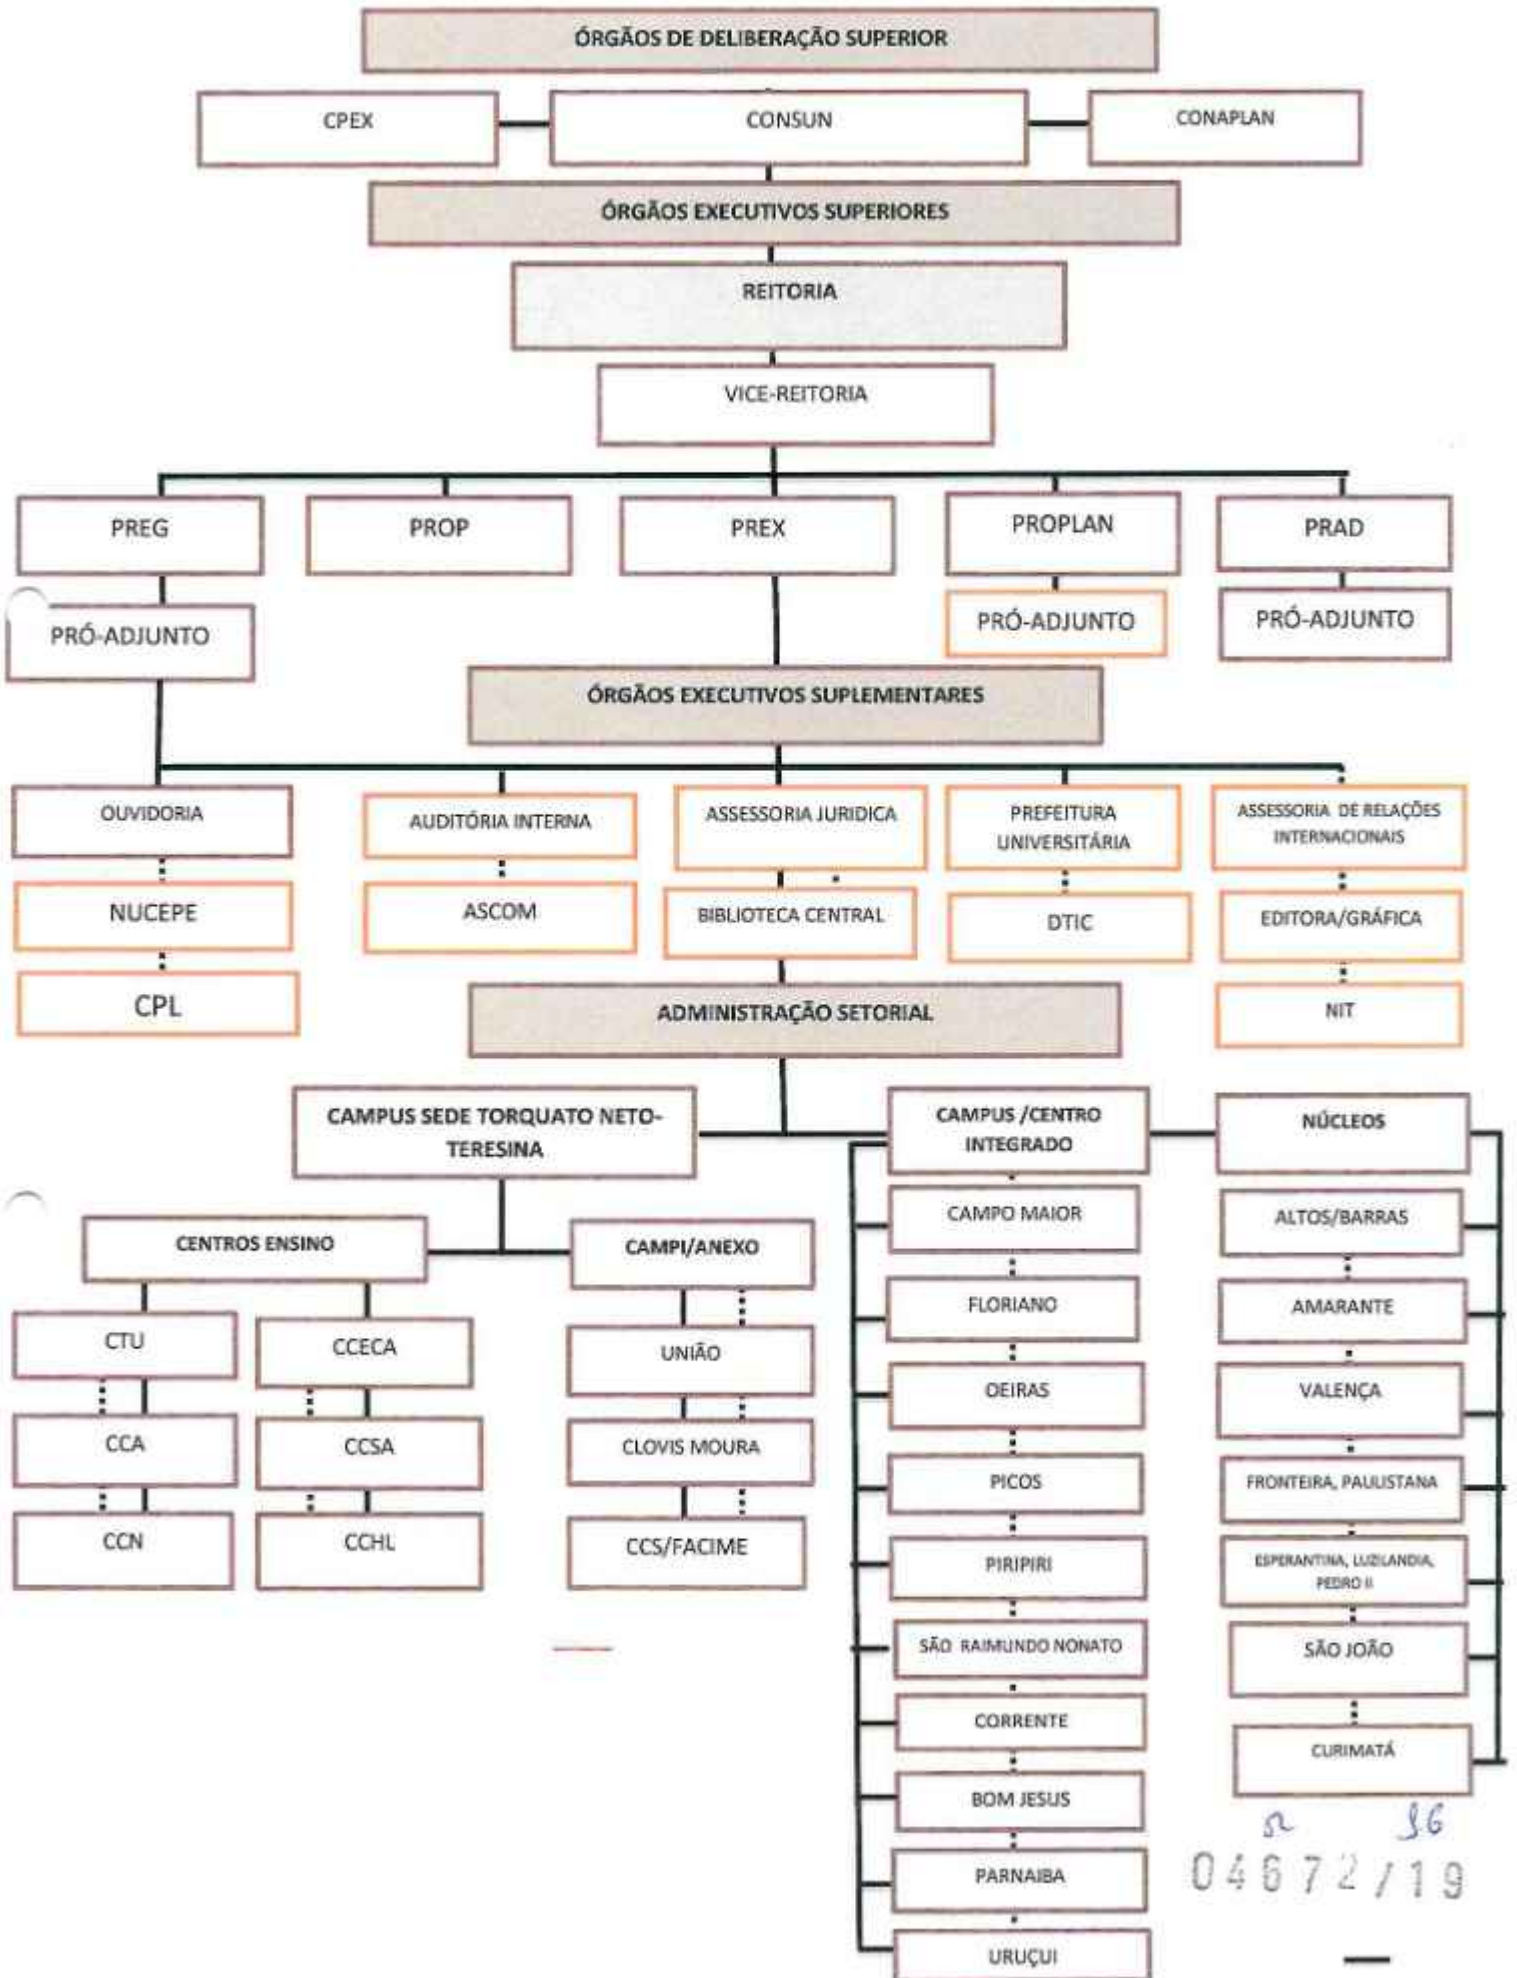 ÓRGÃOS DE DELIBERAÇÃO SUPERIOR
CPEX
CONSUN
CONAPLAN
ÓRGÃOS EXECUTIVOS SUPERIORES
REITORIA
VICE-REITORIA
PREG
PROP
PREX
PROPLAN
PRAD
PRÓ-ADJUNTO
PRÓ-ADJUNTO
PRÓ-ADJUNTO
ÓRGÃOS EXECUTIVOS SUPLEMENTARES
OUVIDORIA
AUDITÓRIA INTERNA
ASSESSORIA JURIDICA
PREFEITURA
UNIVERSITÁRIA
ASSESSORIA DE RELAÇÕES
INTERNACIONAIS
NUCEPE
ASCOM
BIBLIOTECA CENTRAL
DTIC
EDITORA/GRÁFICA
CPL
NIT
ADMINISTRAÇÃO SETORIAL
CAMPUS SEDE TORQUATO NETO-
TERESINA
CAMPUS /CENTRO
INTEGRADO
NÚCLEOS
CENTROS ENSINO
CAMPI/ANEXO
CTU
CCECA
UNIÃO
CCA
CCSA
CLOVIS MOURA
CCN
CCHL
CCS/FACIME
CAMPO MAIOR
FLORIANO
OEIRAS
PICOS
PIRIPIRI
SÃO RAIMUNDO NONATO
CORRENTE
BOM JESUS
PARNAIBA
URUÇUI
ALTOS/BARRAS
AMARANTE
VALENÇA
FRONTEIRA, PAULISTANA
ESPERANTINA, LUZILANDIA,
PEDRO II
SÃO JOÃO
CURIMATÁ
04672/19